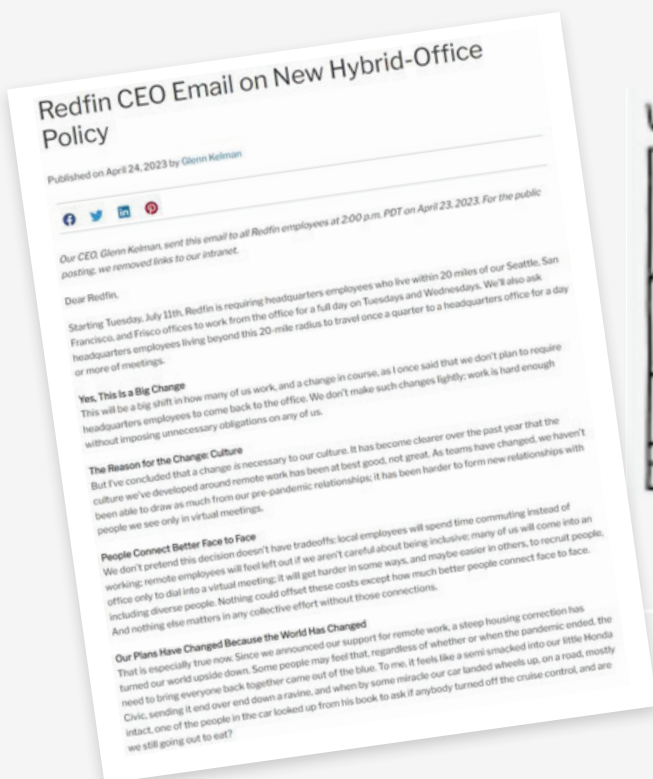 Redfin CEO Email on New Hybrid-Office
Policy
Published on April 24, 2023 by Glenn Kelman
Our CEO, Glenn Kelman, sent this email to all Redfin employees at 2:00 p.m. PDT on April 23, 2023. For the public
posting, we removed links to our intranet.
Dear Redfin,
Starting Tuesday, July 11th, Redfin is requiring headquarters employees who live within 20 miles of our Seattle, San
Francisco, and Frisco offices to work from the office for a full day on Tuesdays and Wednesdays. We'll also ask
headquarters employees living beyond this 20-mile radius to travel once a quarter to a headquarters office for a day
or more of meetings.
Yes, This Is a Big Change
This will be a big shift in how many of us work, and a change in course, as I once said that we don't plan to require
headquarters employees to come back to the office. We don't make such changes lightly; work is hard enough
without imposing unnecessary obligations on any of us.
The Reason for the Change: Culture
But I've concluded that a change is necessary to our culture. It has become clearer over the past year that the
culture we've developed around remote work has been at best good, not great. As teams have changed, we haven't
been able to draw as much from our pre-pandemic relationships; it has been harder to form new relationships with
people we see only in virtual meetings.
People Connect Better Face to Face
We don't pretend this decision doesn't have tradeoffs: local employees will spend time commuting instead of
working; remote employees will feel left out if we aren't careful about being inclusive; many of us will come into an
office only to dial into a virtual meeting; it will get harder in some ways, and maybe easier in others, to recruit people,
including diverse people. Nothing could offset these costs except how much better people connect face to face.
And nothing else matters in any collective effort without those connections.
Our Plans Have Changed Because the World Has Changed
That is especially true now. Since we announced our support for remote work, a steep housing correction has
turned our world upside down. Some people may feel that, regardless of whether or when the pandemic ended, the
need to bring everyone back together came out of the blue. To me, it feels like a semi smacked into our little Honda
Civic, sending it end over end down a ravine, and when by some miracle our car landed wheels up, on a road, mostly
intact, one of the people in the car looked up from his book to ask if anybody turned off the cruise control, and are
we still going out to eat?